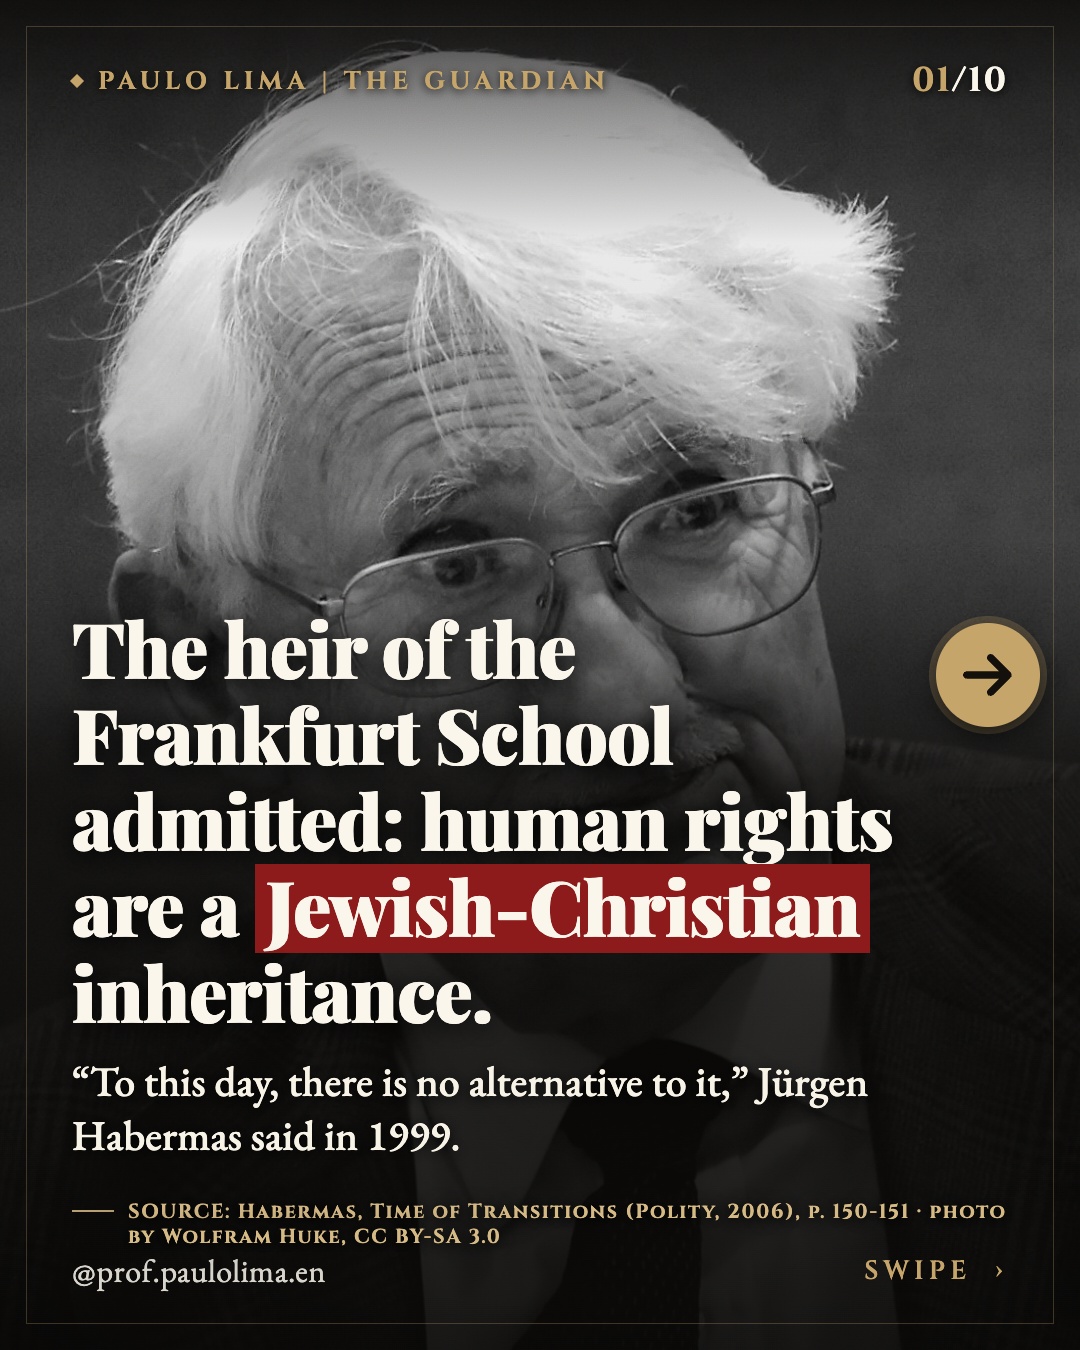 ◆ PAULO LIMA | THE GUARDIAN
01/10
The heir of the
Frankfurt School
admitted: human rights
are a Jewish-Christian
inheritance.
“To this day, there is no alternative to it,” Jürgen
Habermas said in 1999.
SOURCE: Habermas, Time of Transitions (Polity, 2006), p. 150-151 · photo
by Wolfram Huke, CC BY-SA 3.0
@prof.paulolima.en
SWIPE ›